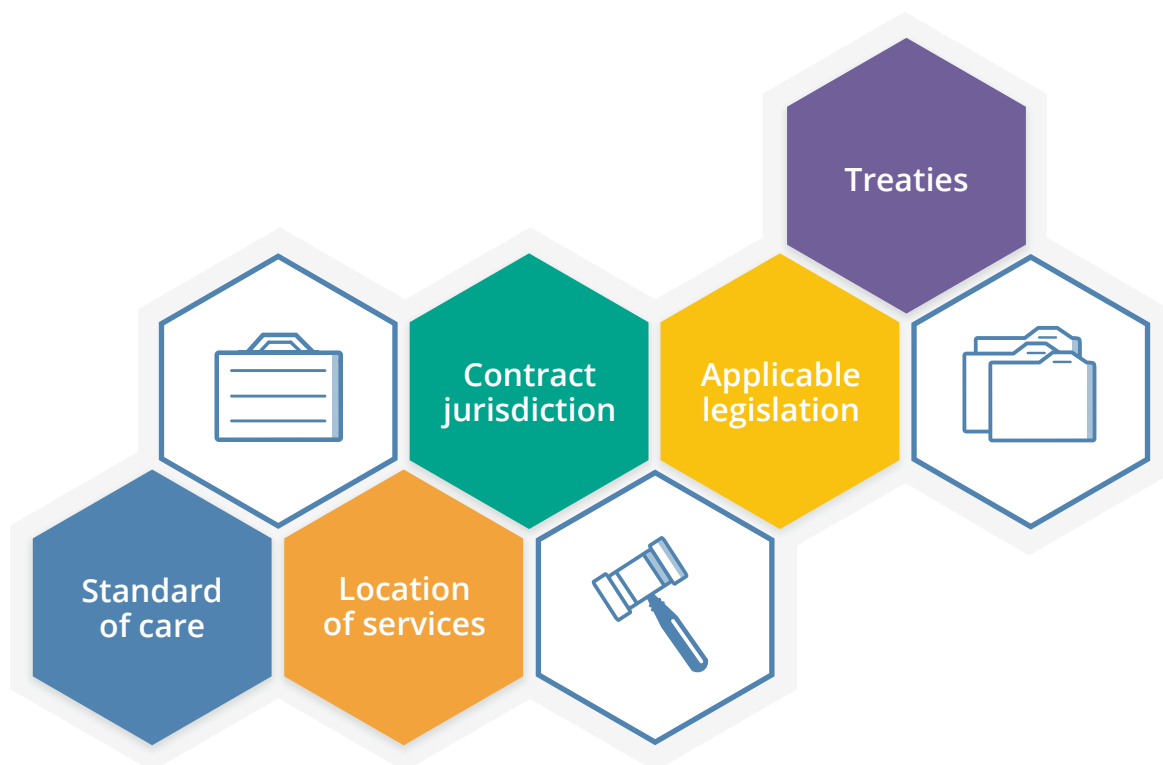 Treaties
Contract
jurisdiction
Applicable
legislation
Standard
of care
Location
of services